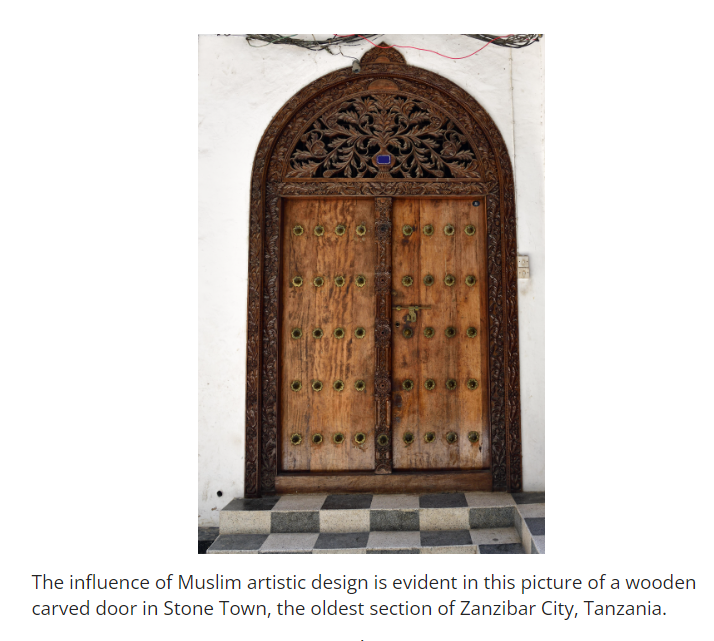 The influence of Muslim artistic design is evident in this picture of a wooden
carved door in Stone Town, the oldest section of Zanzibar City, Tanzania.